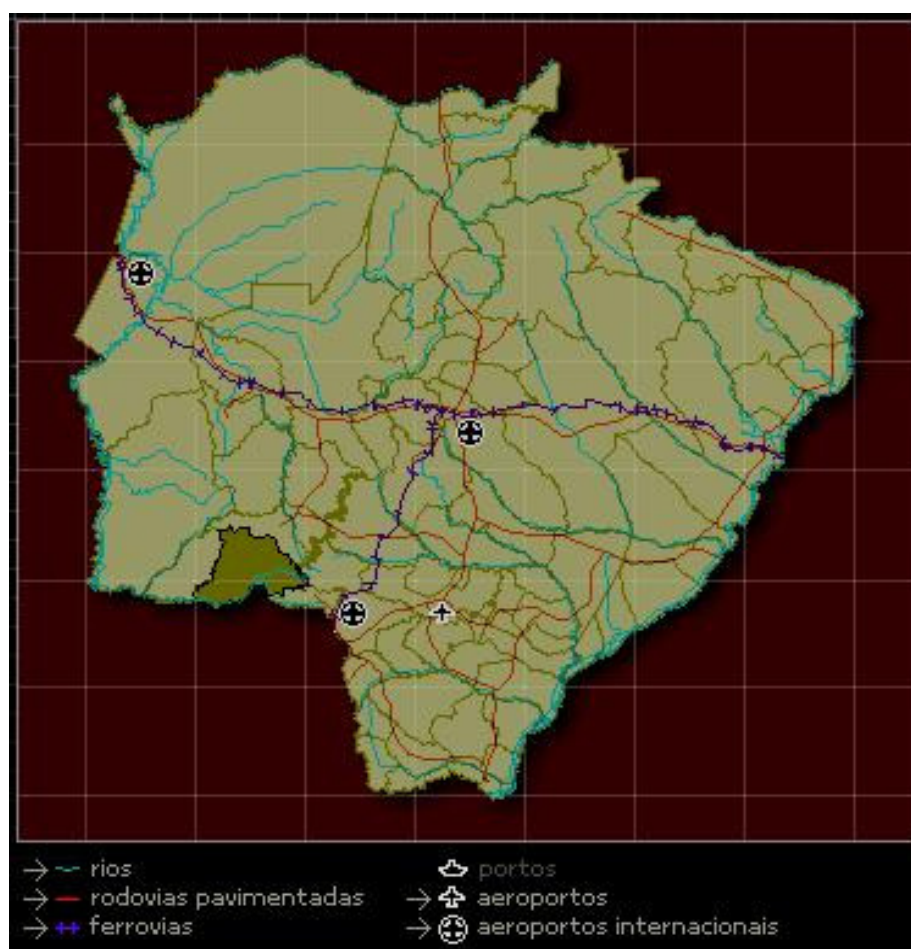 rios
rodovias pavimentadas
ferrovias
portos
aeroportos
aeroportos internacionais